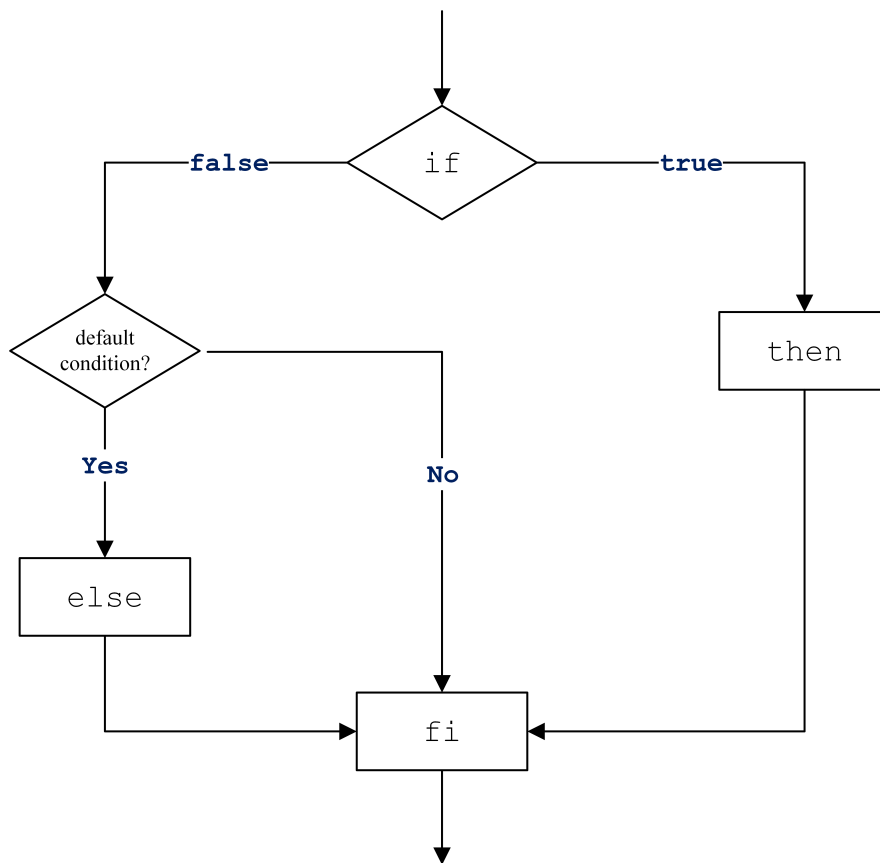 if
false
true
default
condition?
then
Yes
No
else
fi